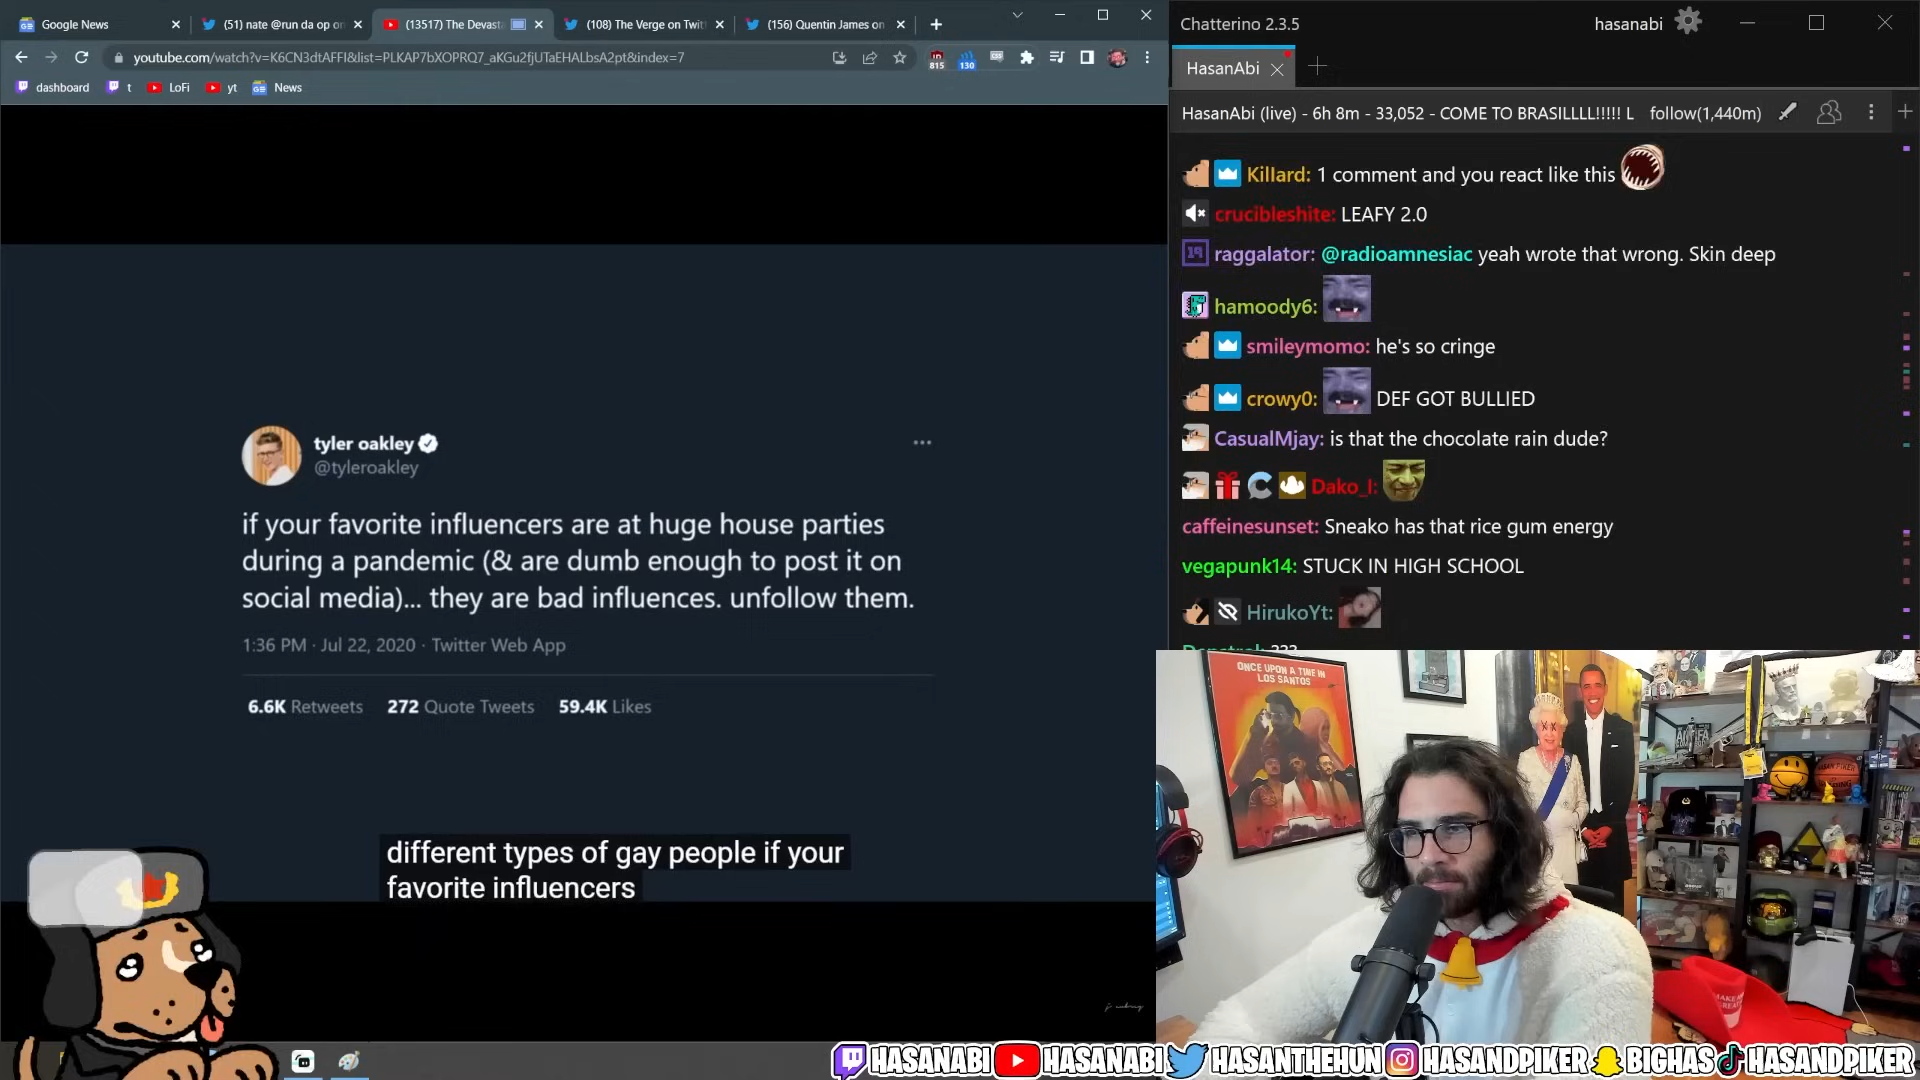 Google News
(51) nate @run da op on
(13517) The Devasta
(108) The Verge on Twit
(156) Quentin James on
youtube.com/watch?v=K6CN3dtAFFI&list=PLKAP7bXOPRQ7_aKGu2fjUTaEHALbsA2pt&index=7
815
130
dashboard
t
LoFi
yt
News
tyler oakley
@tyleroakley
if your favorite influencers are at huge house parties
during a pandemic (& are dumb enough to post it on
social media)... they are bad influences. unfollow them.
1:36 PM · Jul 22, 2020 · Twitter Web App
6.6K Retweets 272 Quote Tweets 59.4K Likes
different types of gay people if your
favorite influencers
Chatterino 2.3.5
hasanabi
HasanAbi
HasanAbi (live) - 6h 8m - 33,052 - COME TO BRASILLLL!!!!! L
follow(1,440m)
Killard: 1 comment and you react like this
crucibleshite: LEAFY 2.0
19 raggalator: @radioamnesiac yeah wrote that wrong. Skin deep
hamoody6:
smileymomo: he's so cringe
crowy0: DEF GOT BULLIED
CasualMjay: is that the chocolate rain dude?
Dako_I:
caffeinesunset: Sneako has that rice gum energy
vegapunk14: STUCK IN HIGH SCHOOL
HirukoYt:
ONCE UPON A TIME IN
LOS SANTOS
HASANABI HASANABI HASANTHEHUN HASANDPIKER BIGHAS HASANDPIKER